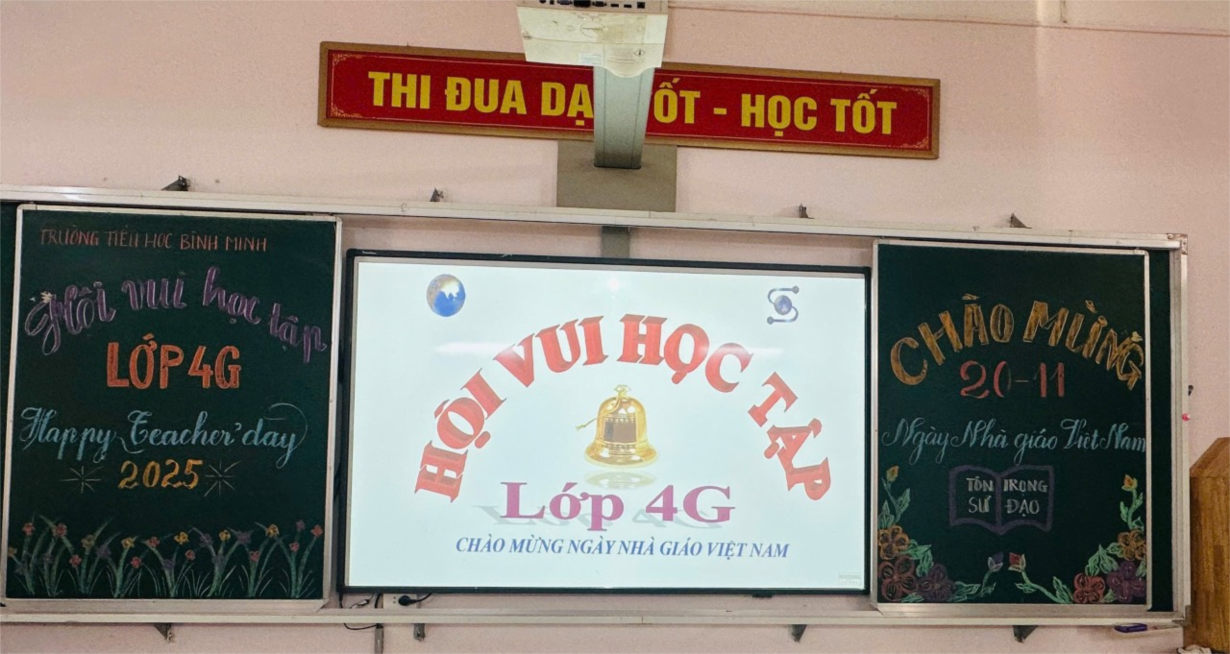 THI ĐUA DẠ ỐT - HỌC TỐT
TRƯỜNG TIỂU HỌC BÌNH MINH
Hội vui học tập
LỚP 4G
Happy Teacher'day
2025
HỘI VUI HỌC TẬP
Lớp 4G
CHÀO MỪNG NGÀY NHÀ GIÁO VIỆT NAM
CHÀO MỪNG
20-11
Ngày Nhà giáo Việt Nam
TÔN TRỌNG
SƯ ĐẠO